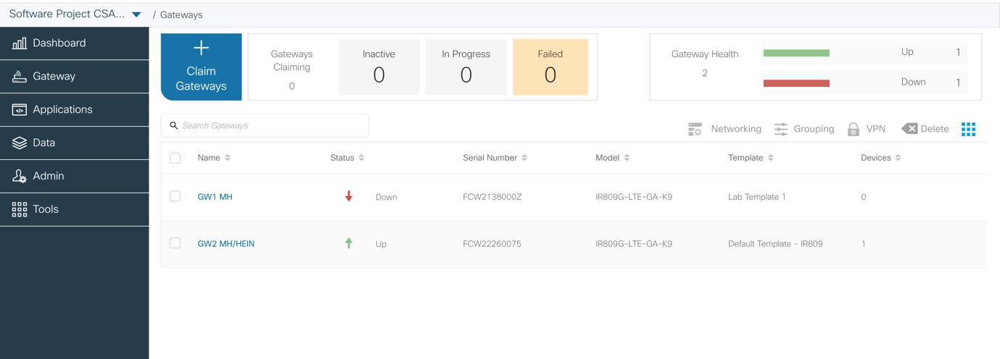 Software Project CSA... / Gateways
Dashboard
Gateway
Applications
Data
Admin
Tools
Claim
Gateways
Gateways
Claiming
0
Inactive
0
In Progress
0
Failed
0
Gateway Health
2
Up 1
Down 1
Search Gateways
Networking Grouping VPN Delete
Name Status Serial Number Model Template Devices
GW1 MH Down FCW2138000Z IR809G-LTE-GA-K9 Lab Template 1 0
GW2 MH/HEIN Up FCW22260075 IR809G-LTE-GA-K9 Default Template - IR809 1